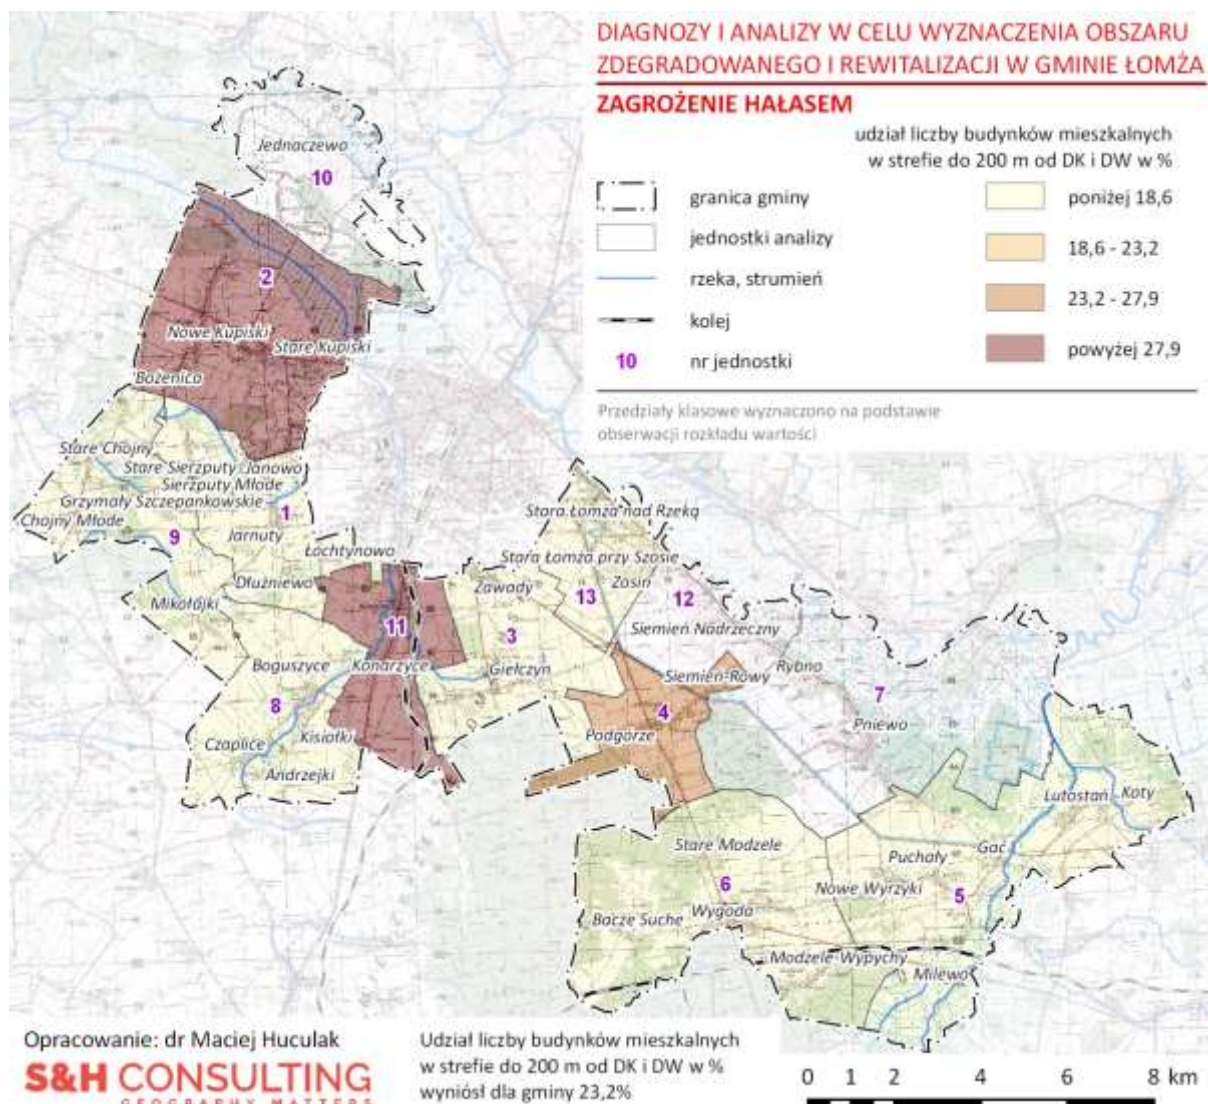 DIAGNOZY I ANALIZY W CELU WYZNACZENIA OBSZARU
ZDEGRADOWANEGO I REWITALIZACJI W GMINIE ŁOMŻA
ZAGROŻENIE HAŁASEM
udział liczby budynków mieszkalnych
w strefie do 200 m od DK i DW w %
granica gminy
jednostki analizy
rzeka, strumień
kolej
10 nr jednostki
poniżej 18,6
18,6 - 23,2
23,2 - 27,9
powyżej 27,9
Przedziały klasowe wyznaczono na podstawie
obserwacji rozkładu wartości
Jednaczewo
10
2
Nowe Kupiski
Stare Kupiski
Bożenica
Stare Chojny
Stare Sierzputy Janowo
Sierzputy Młode
Grzymały Szczepankowskie
1
Chojny Młode
9
Jarnuty
Łochtynowo
Dłużniewo
Mikołajki
11
Boguszyce
Konarzyce
8
Kisiołki
Czaplice
Andrzejki
Stara Łomża nad Rzeką
Stara Łomża przy Szosie
Zawady
Zosin
13
12
3
Siemień Nadrzeczny
Giełczyn
Siemień-Rowy
Rybno
7
4
Pniewo
Podgórze
Lutostań
Koty
Stare Modzele
Gać
Puchały
6
Nowe Wyrzyki
5
Bacze Suche
Wygoda
Modzele-Wypychy
Milewo
Opracowanie: dr Maciej Huculak
S&H CONSULTING
GEOGRAPHY MATTERS
Udział liczby budynków mieszkalnych
w strefie do 200 m od DK i DW w %
wyniósł dla gminy 23,2%
0 1 2 4 6 8 km